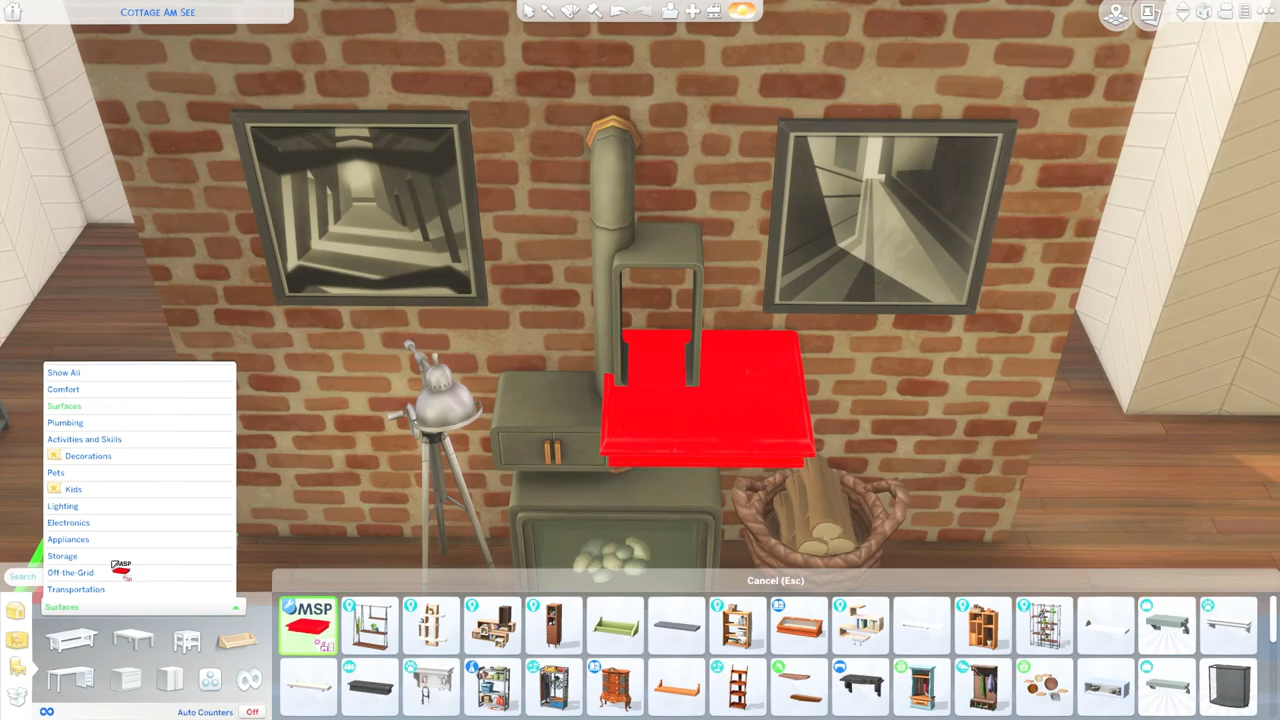 Cottage Am See
Show All
Comfort
Surfaces
Plumbing
Activities and Skills
Decorations
Pets
Kids
Lighting
Electronics
Appliances
Storage
Off-the-Grid
Transportation
MSP
Search
Surfaces
Cancel (Esc)
MSP
Auto Counters Off